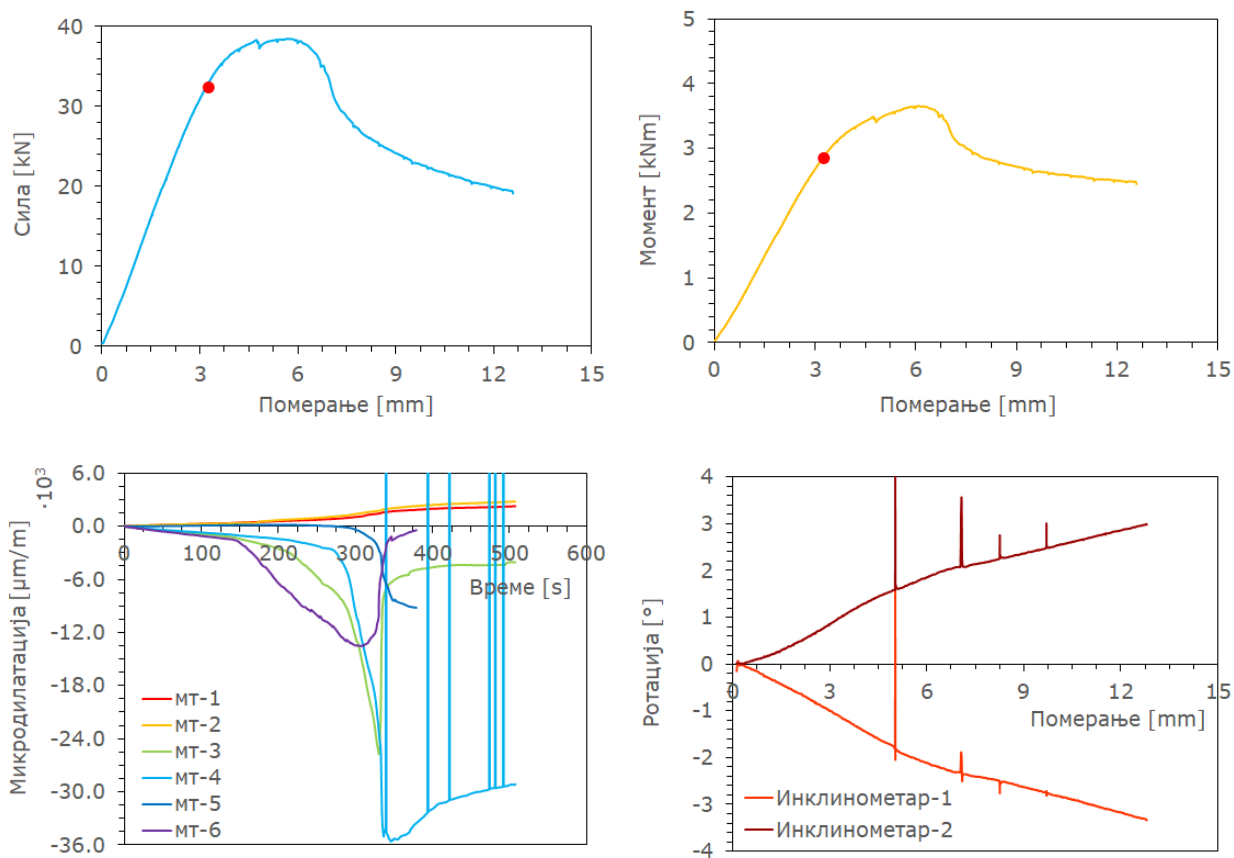 40
30
20
10
0
0 3 6 9 12 15
Сила [kN]
Померање [mm]
5
4
3
2
1
0
0 3 6 9 12 15
Момент [kNm]
Померање [mm]
6.0
0.0
-6.0
-12.0
-18.0
-24.0
-30.0
-36.0
0 100 200 300 400 500 600
Микродилатација [μm/m] ·10³
Време [s]
мт-1
мт-2
мт-3
мт-4
мт-5
мт-6
4
3
2
1
0
-1
-2
-3
-4
0 3 6 9 12 15
Ротација [°]
Померање [mm]
Инклинометар-1
Инклинометар-2